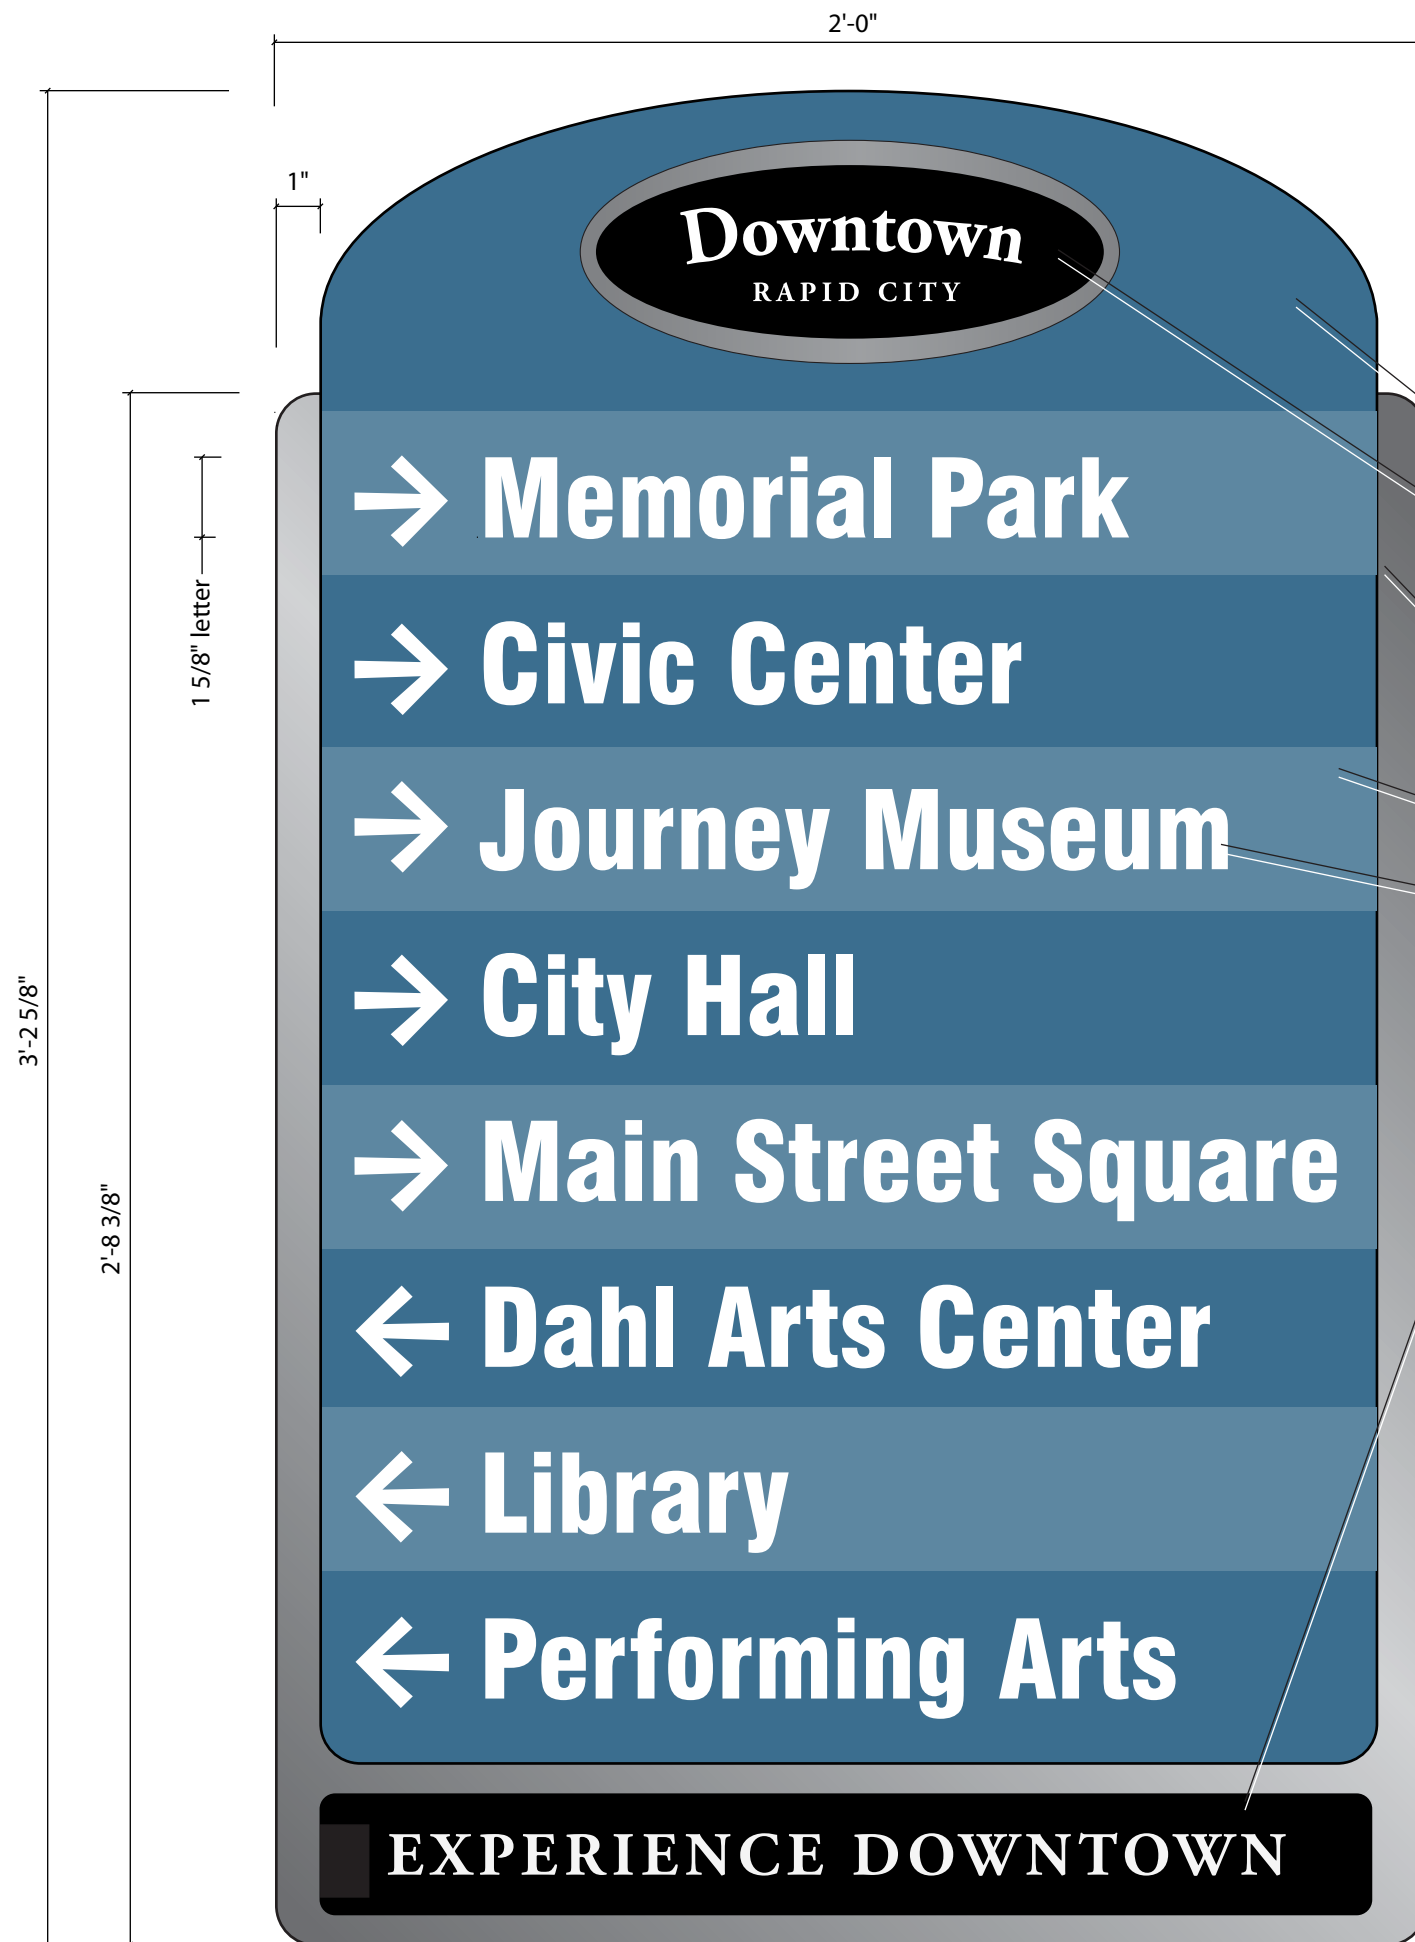 2'-0"
1"
Downtown
RAPID CITY
Memorial Park
1 5/8" letter
Civic Center
Journey Museum
3'-2 5/8"
City Hall
2'-8 3/8"
Main Street Square
Dahl Arts Center
Library
Performing Arts
EXPERIENCE DOWNTOWN